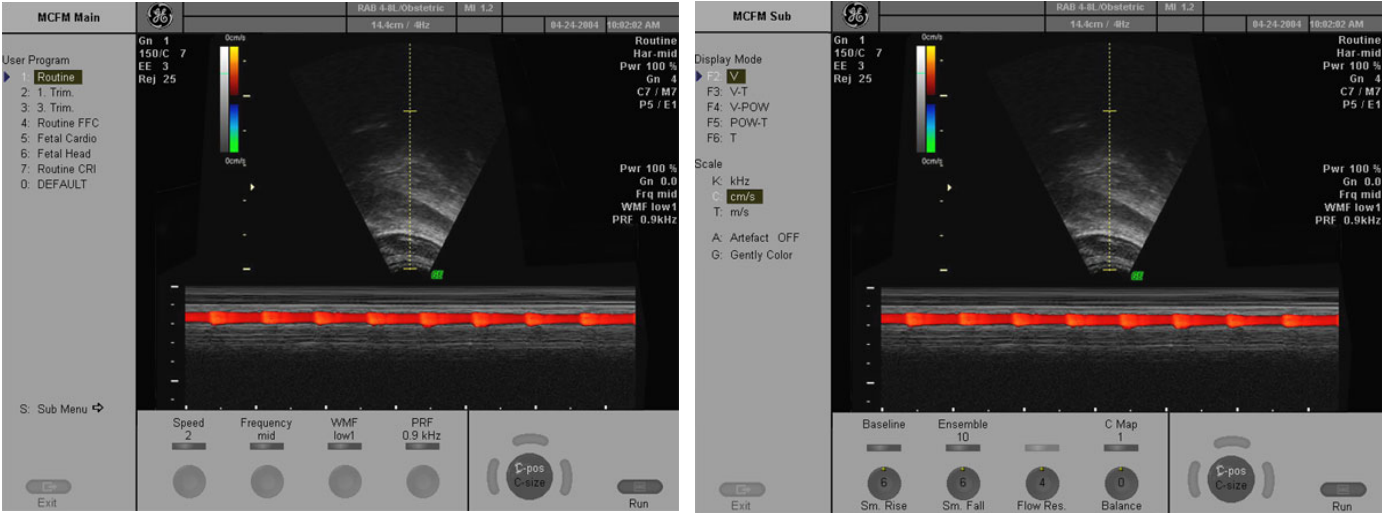 MCFM Main
RAB 4-8L/Obstetric MI 1.2
14.4cm / 4Hz 04-24-2004 10:02:02 AM
User Program
1: Routine
2: 1. Trim.
3: 3. Trim.
4: Routine FFC
5: Fetal Cardio
6: Fetal Head
7: Routine CRI
0: DEFAULT
S: Sub Menu
Exit
Gn 1
150/C 7
EE 3
Rej 25
0cm/s
0cm/s
Routine
Har-mid
Pwr 100 %
Gn 4
C7 / M7
P5 / E1
Pwr 100 %
Gn 0.0
Frq mid
WMF low1
PRF 0.9kHz
Speed Frequency WMF PRF
2 mid low1 0.9 kHz
C-pos
C-size
Run
MCFM Sub
RAB 4-8L/Obstetric MI 1.2
14.4cm / 4Hz 04-24-2004 10:02:02 AM
Display Mode
F2: V
F3: V-T
F4: V-POW
F5: POW-T
F6: T
Scale
K: kHz
C: cm/s
T: m/s
A: Artefact OFF
G: Gently Color
Exit
Gn 1
150/C 7
EE 3
Rej 25
0cm/s
0cm/s
Routine
Har-mid
Pwr 100 %
Gn 4
C7 / M7
P5 / E1
Pwr 100 %
Gn 0.0
Frq mid
WMF low1
PRF 0.9kHz
Baseline Ensemble C Map
10 1
6 6 4 0
Sm. Rise Sm. Fall Flow Res. Balance
C-pos
C-size
Run